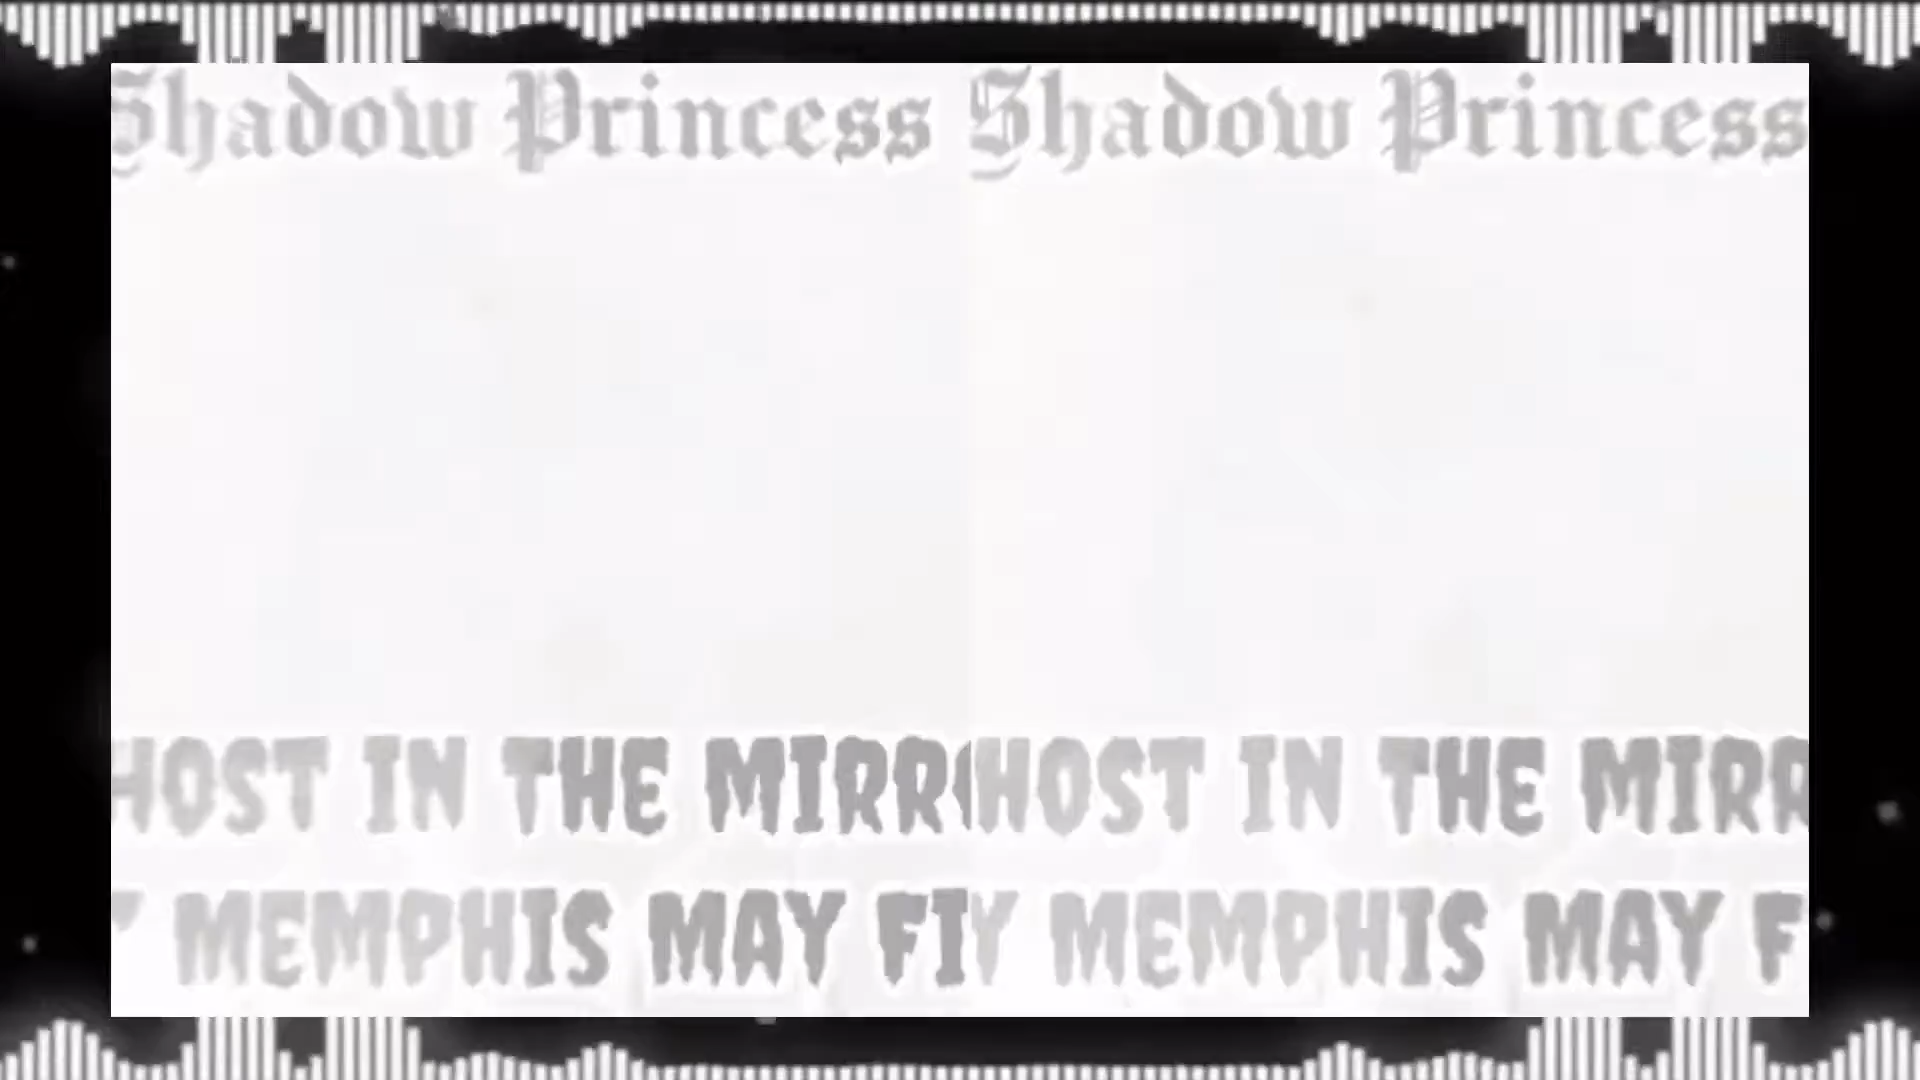 Shadow Princess Shadow Princess
HOST IN THE MIRR HOST IN THE MIRR
MEMPHIS MAY FI Y MEMPHIS MAY F